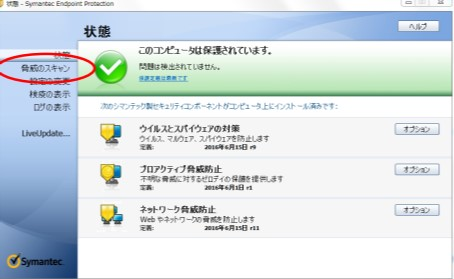 状態 - Symantec Endpoint Protection
状態
ヘルプ
状態
脅威のスキャン
設定の変更
検疫の表示
ログの表示
LiveUpdate...
このコンピュータは保護されています。
問題は検出されていません。
次のシマンテック製セキュリティコンポーネントがコンピュータ上にインストール済みです:
ウイルスとスパイウェアの対策
オプション
ウイルス、マルウェア、スパイウェアを防止します
定義: 2016年6月15日 r9
プロアクティブ脅威防止
オプション
不明な脅威に対するゼロデイの保護を提供します
定義: 2016年6月1日 r1
ネットワーク脅威防止
オプション
Web やネットワークの脅威を防止します
定義: 2016年6月15日 r11
Symantec